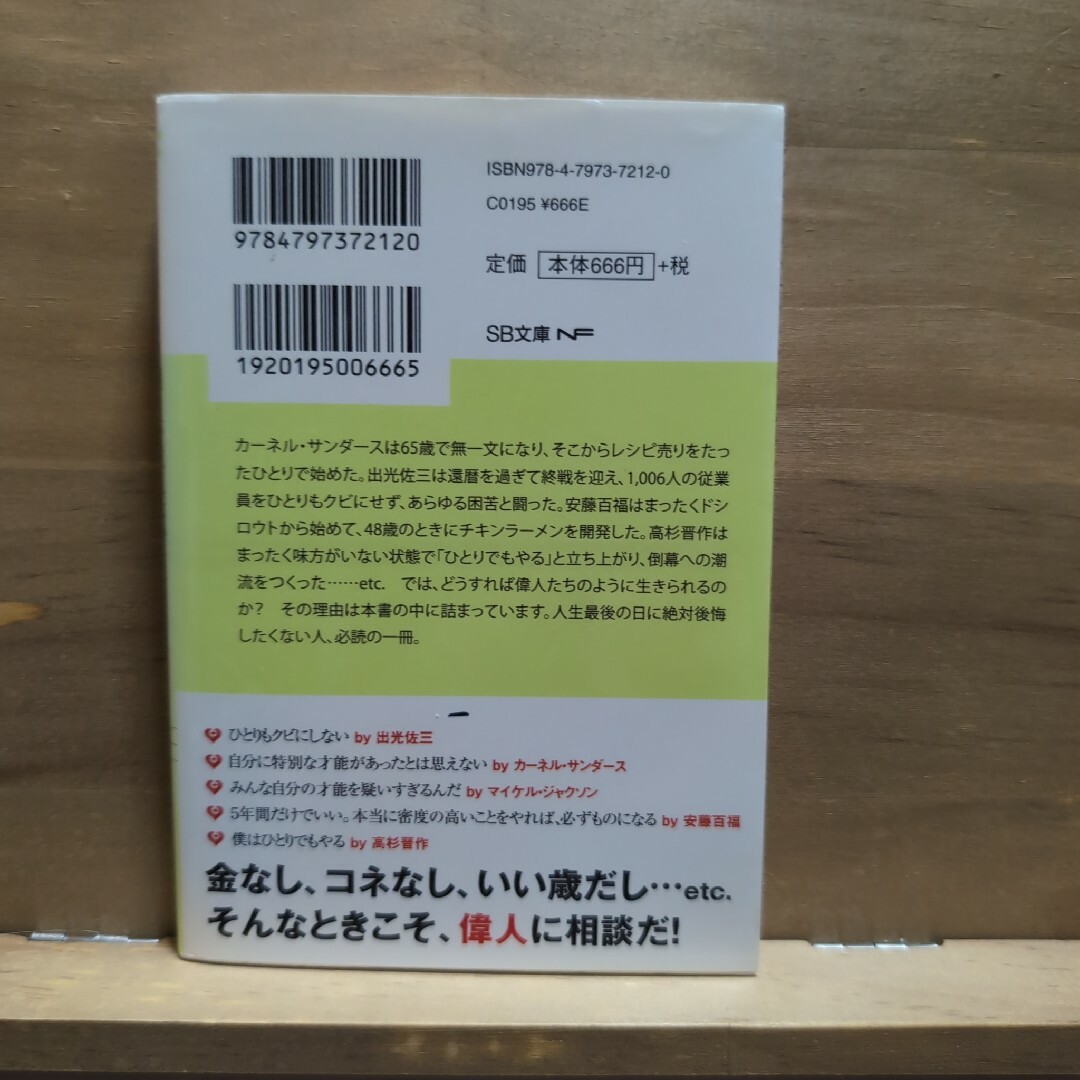 9784797372120
ISBN978-4-7973-7212-0
C0195 ¥666E
定価 本体666円+税
1920195006665
SB文庫 NF
カーネル・サンダースは65歳で無一文になり、そこからレシピ売りをたっ
たひとりで始めた。出光佐三は還暦を過ぎて終戦を迎え、1,006人の従業
員をひとりもクビにせず、あらゆる困苦と闘った。安藤百福はまったくドシ
ロウトから始めて、48歳のときにチキンラーメンを開発した。高杉晋作は
まったく味方がいない状態で「ひとりでもやる」と立ち上がり、倒幕への潮
流をつくった……etc.　では、どうすれば偉人たちのように生きられるの
か？　その理由は本書の中に詰まっています。人生最後の日に絶対後悔
したくない人、必読の一冊。
ひとりもクビにしない by 出光佐三
自分に特別な才能があったとは思えない by カーネル・サンダース
みんな自分の才能を疑いすぎるんだ by マイケル・ジャクソン
5年間だけでいい。本当に密度の高いことをやれば、必ずものになる by 安藤百福
僕はひとりでもやる by 高杉晋作
金なし、コネなし、いい歳だし…etc.
そんなときこそ、偉人に相談だ!